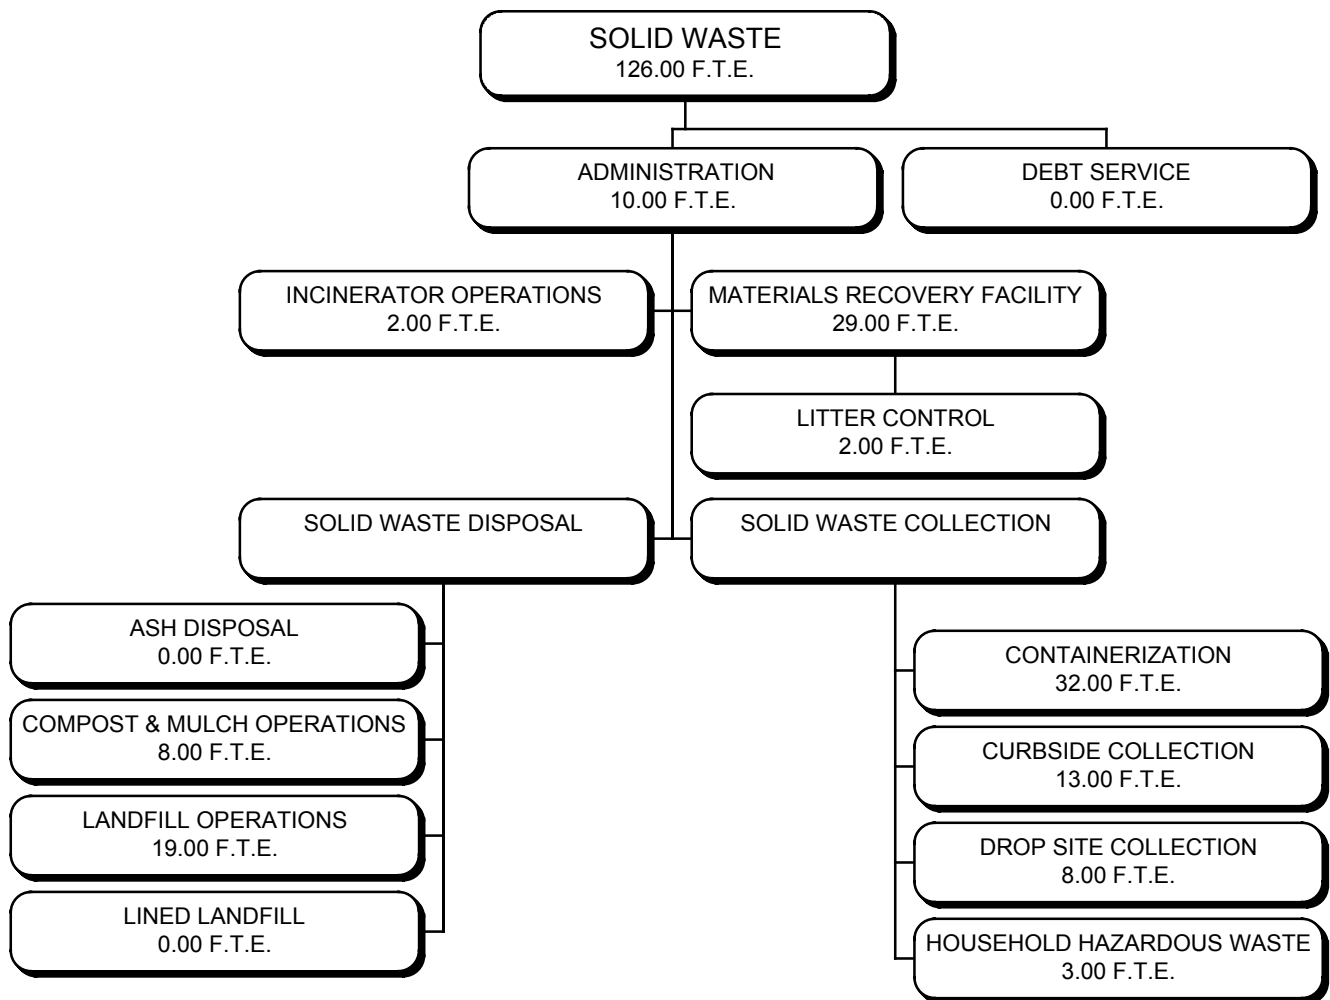 SOLID WASTE
126.00 F.T.E.
ADMINISTRATION
10.00 F.T.E.
DEBT SERVICE
0.00 F.T.E.
INCINERATOR OPERATIONS
2.00 F.T.E.
MATERIALS RECOVERY FACILITY
29.00 F.T.E.
LITTER CONTROL
2.00 F.T.E.
SOLID WASTE DISPOSAL
SOLID WASTE COLLECTION
ASH DISPOSAL
0.00 F.T.E.
COMPOST & MULCH OPERATIONS
8.00 F.T.E.
LANDFILL OPERATIONS
19.00 F.T.E.
LINED LANDFILL
0.00 F.T.E.
CONTAINERIZATION
32.00 F.T.E.
CURBSIDE COLLECTION
13.00 F.T.E.
DROP SITE COLLECTION
8.00 F.T.E.
HOUSEHOLD HAZARDOUS WASTE
3.00 F.T.E.